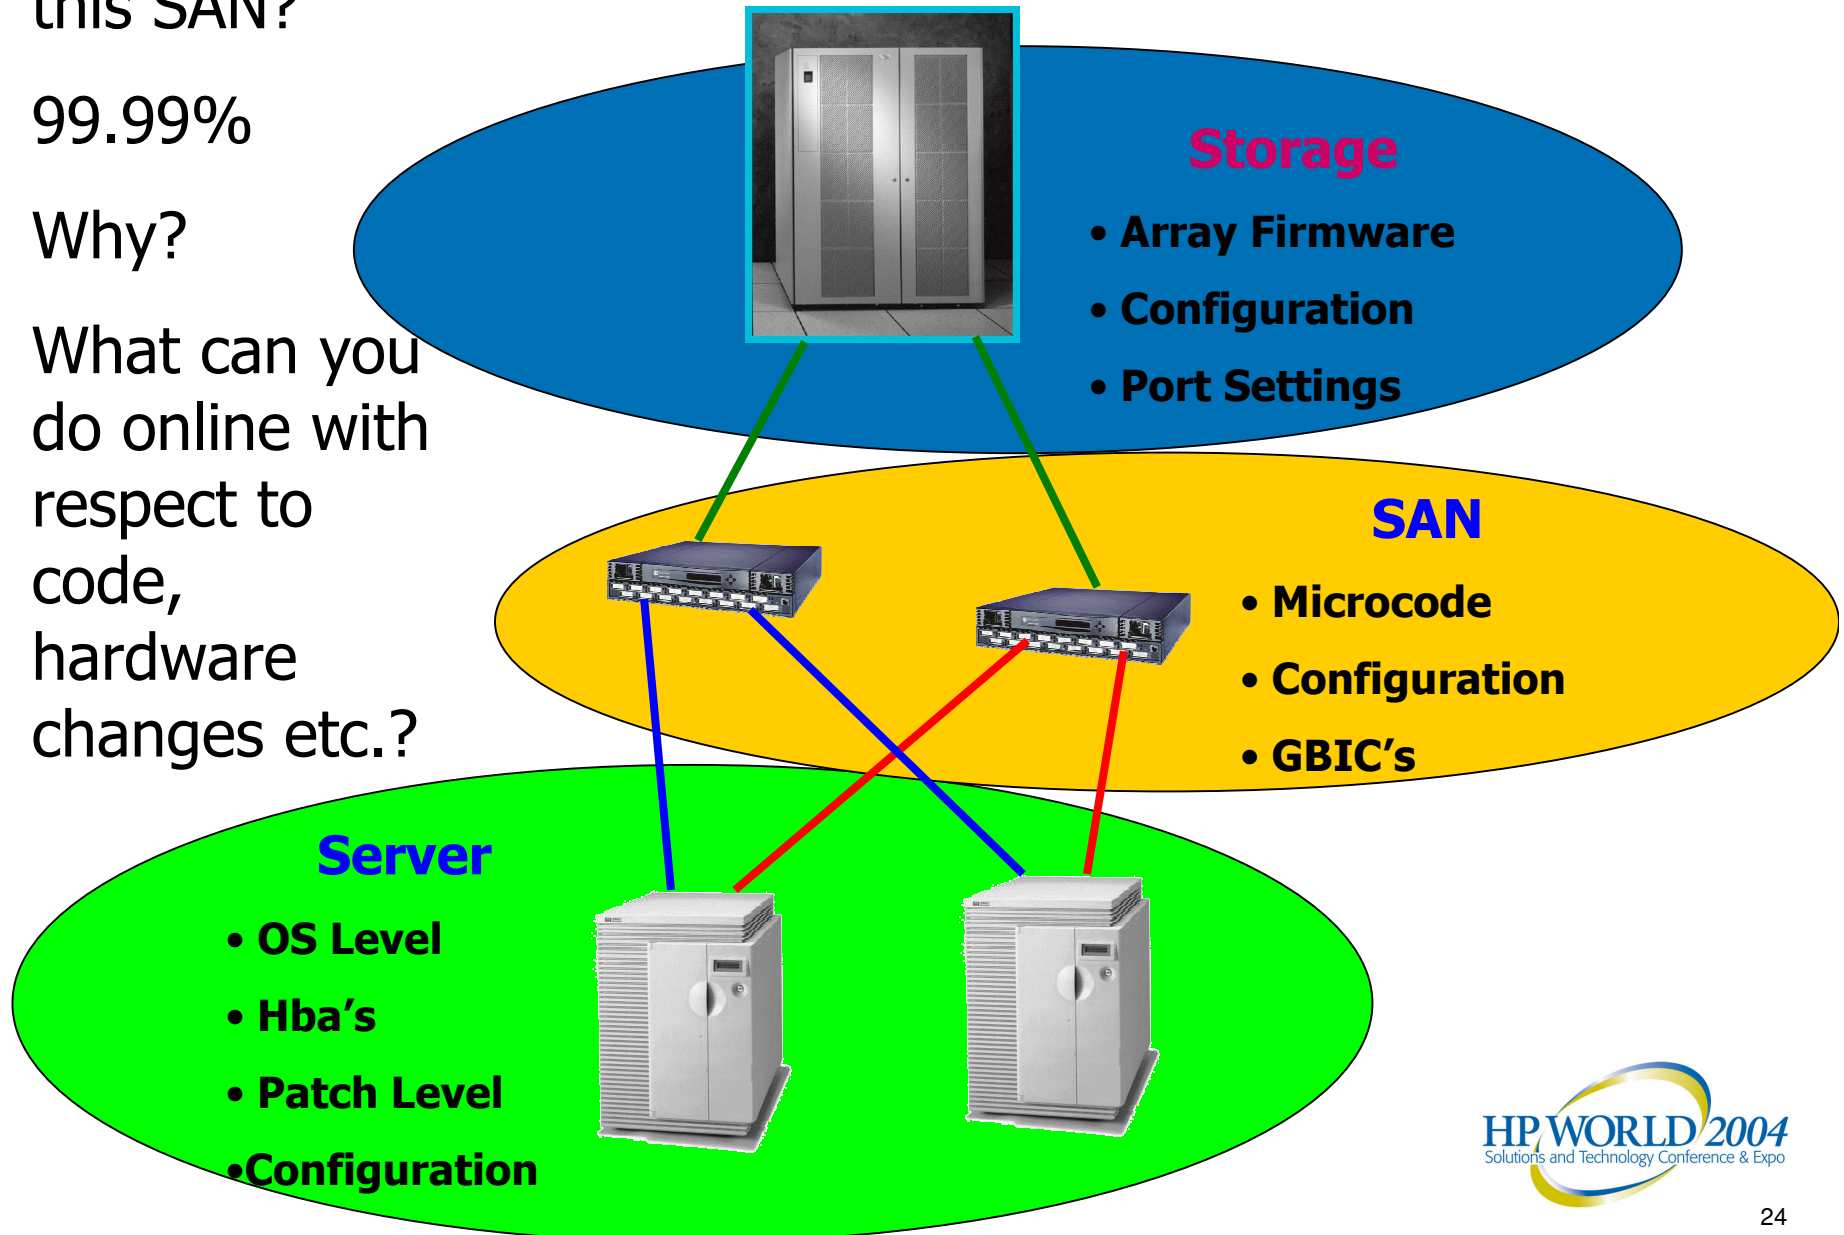 this SAN?
99.99%
Why?
What can you
do online with
respect to
code,
hardware
changes etc.?
Storage
• Array Firmware
• Configuration
• Port Settings
SAN
• Microcode
• Configuration
• GBIC’s
Server
• OS Level
• Hba’s
• Patch Level
•Configuration
HP WORLD 2004
Solutions and Technology Conference & Expo
24